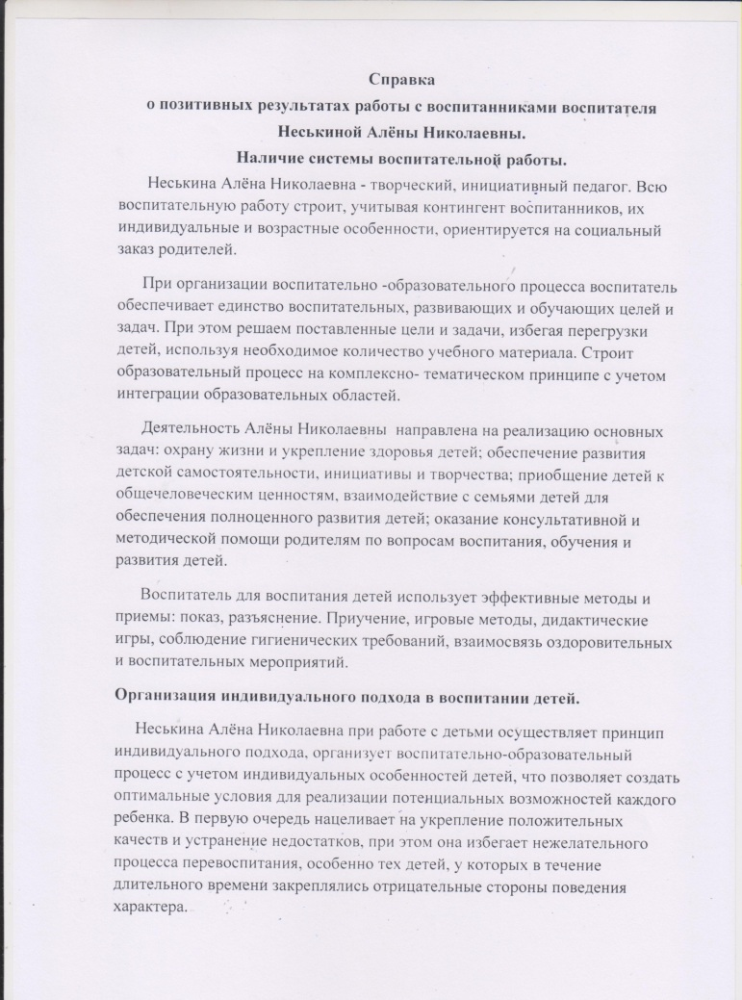 Справка
о позитивных результатах работы с воспитанниками воспитателя
Неськиной Алёны Николаевны.
Наличие системы воспитательной работы.
Неськина Алёна Николаевна - творческий, инициативный педагог. Всю
воспитательную работу строит, учитывая контингент воспитанников, их
индивидуальные и возрастные особенности, ориентируется на социальный
заказ родителей.
При организации воспитательно -образовательного процесса воспитатель
обеспечивает единство воспитательных, развивающих и обучающих целей и
задач. При этом решаем поставленные цели и задачи, избегая перегрузки
детей, используя необходимое количество учебного материала. Строит
образовательный процесс на комплексно- тематическом принципе с учетом
интеграции образовательных областей.
Деятельность Алёны Николаевны направлена на реализацию основных
задач: охрану жизни и укрепление здоровья детей; обеспечение развития
детской самостоятельности, инициативы и творчества; приобщение детей к
общечеловеческим ценностям, взаимодействие с семьями детей для
обеспечения полноценного развития детей; оказание консультативной и
методической помощи родителям по вопросам воспитания, обучения и
развития детей.
Воспитатель для воспитания детей использует эффективные методы и
приемы: показ, разъяснение. Приучение, игровые методы, дидактические
игры, соблюдение гигиенических требований, взаимосвязь оздоровительных
и воспитательных мероприятий.
Организация индивидуального подхода в воспитании детей.
Неськина Алёна Николаевна при работе с детьми осуществляет принцип
индивидуального подхода, организует воспитательно-образовательный
процесс с учетом индивидуальных особенностей детей, что позволяет создать
оптимальные условия для реализации потенциальных возможностей каждого
ребенка. В первую очередь нацеливает на укрепление положительных
качеств и устранение недостатков, при этом она избегает нежелательного
процесса перевоспитания, особенно тех детей, у которых в течение
длительного времени закреплялись отрицательные стороны поведения
характера.